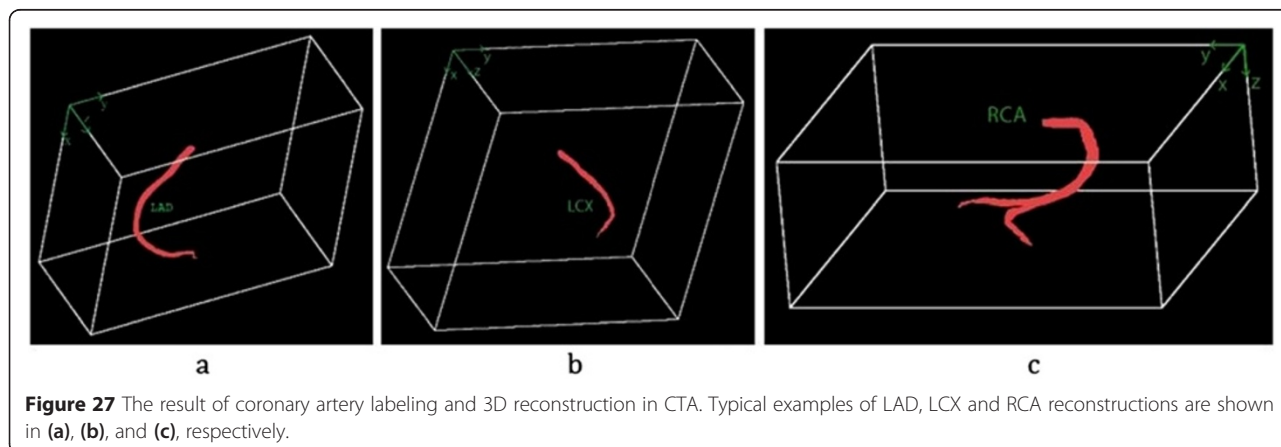 y
x
LAD
y
x
z
LCX
y
x
z
RCA
a
b
c
Figure 27 The result of coronary artery labeling and 3D reconstruction in CTA. Typical examples of LAD, LCX and RCA reconstructions are shown
in (a), (b), and (c), respectively.